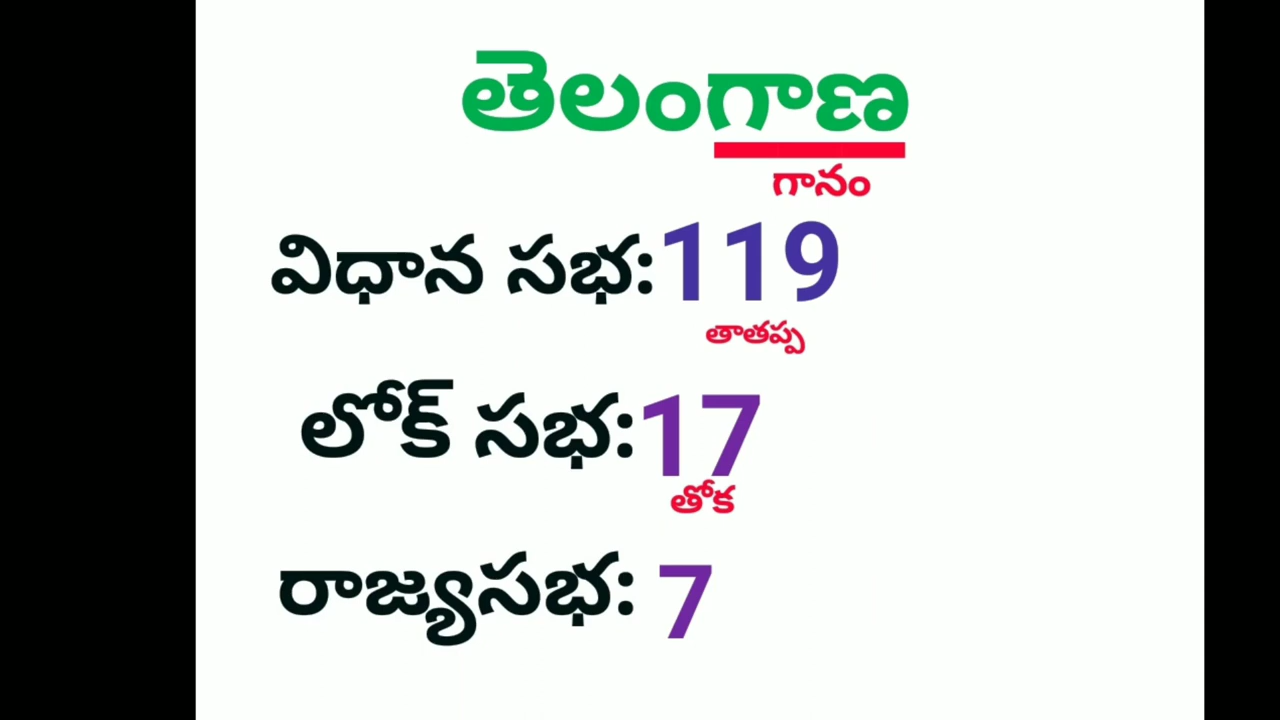 తెలంగాణ
గానం
విధాన సభ:119
తాతప్ప
లోక్ సభ:17
తోక
రాజ్యసభ: 7